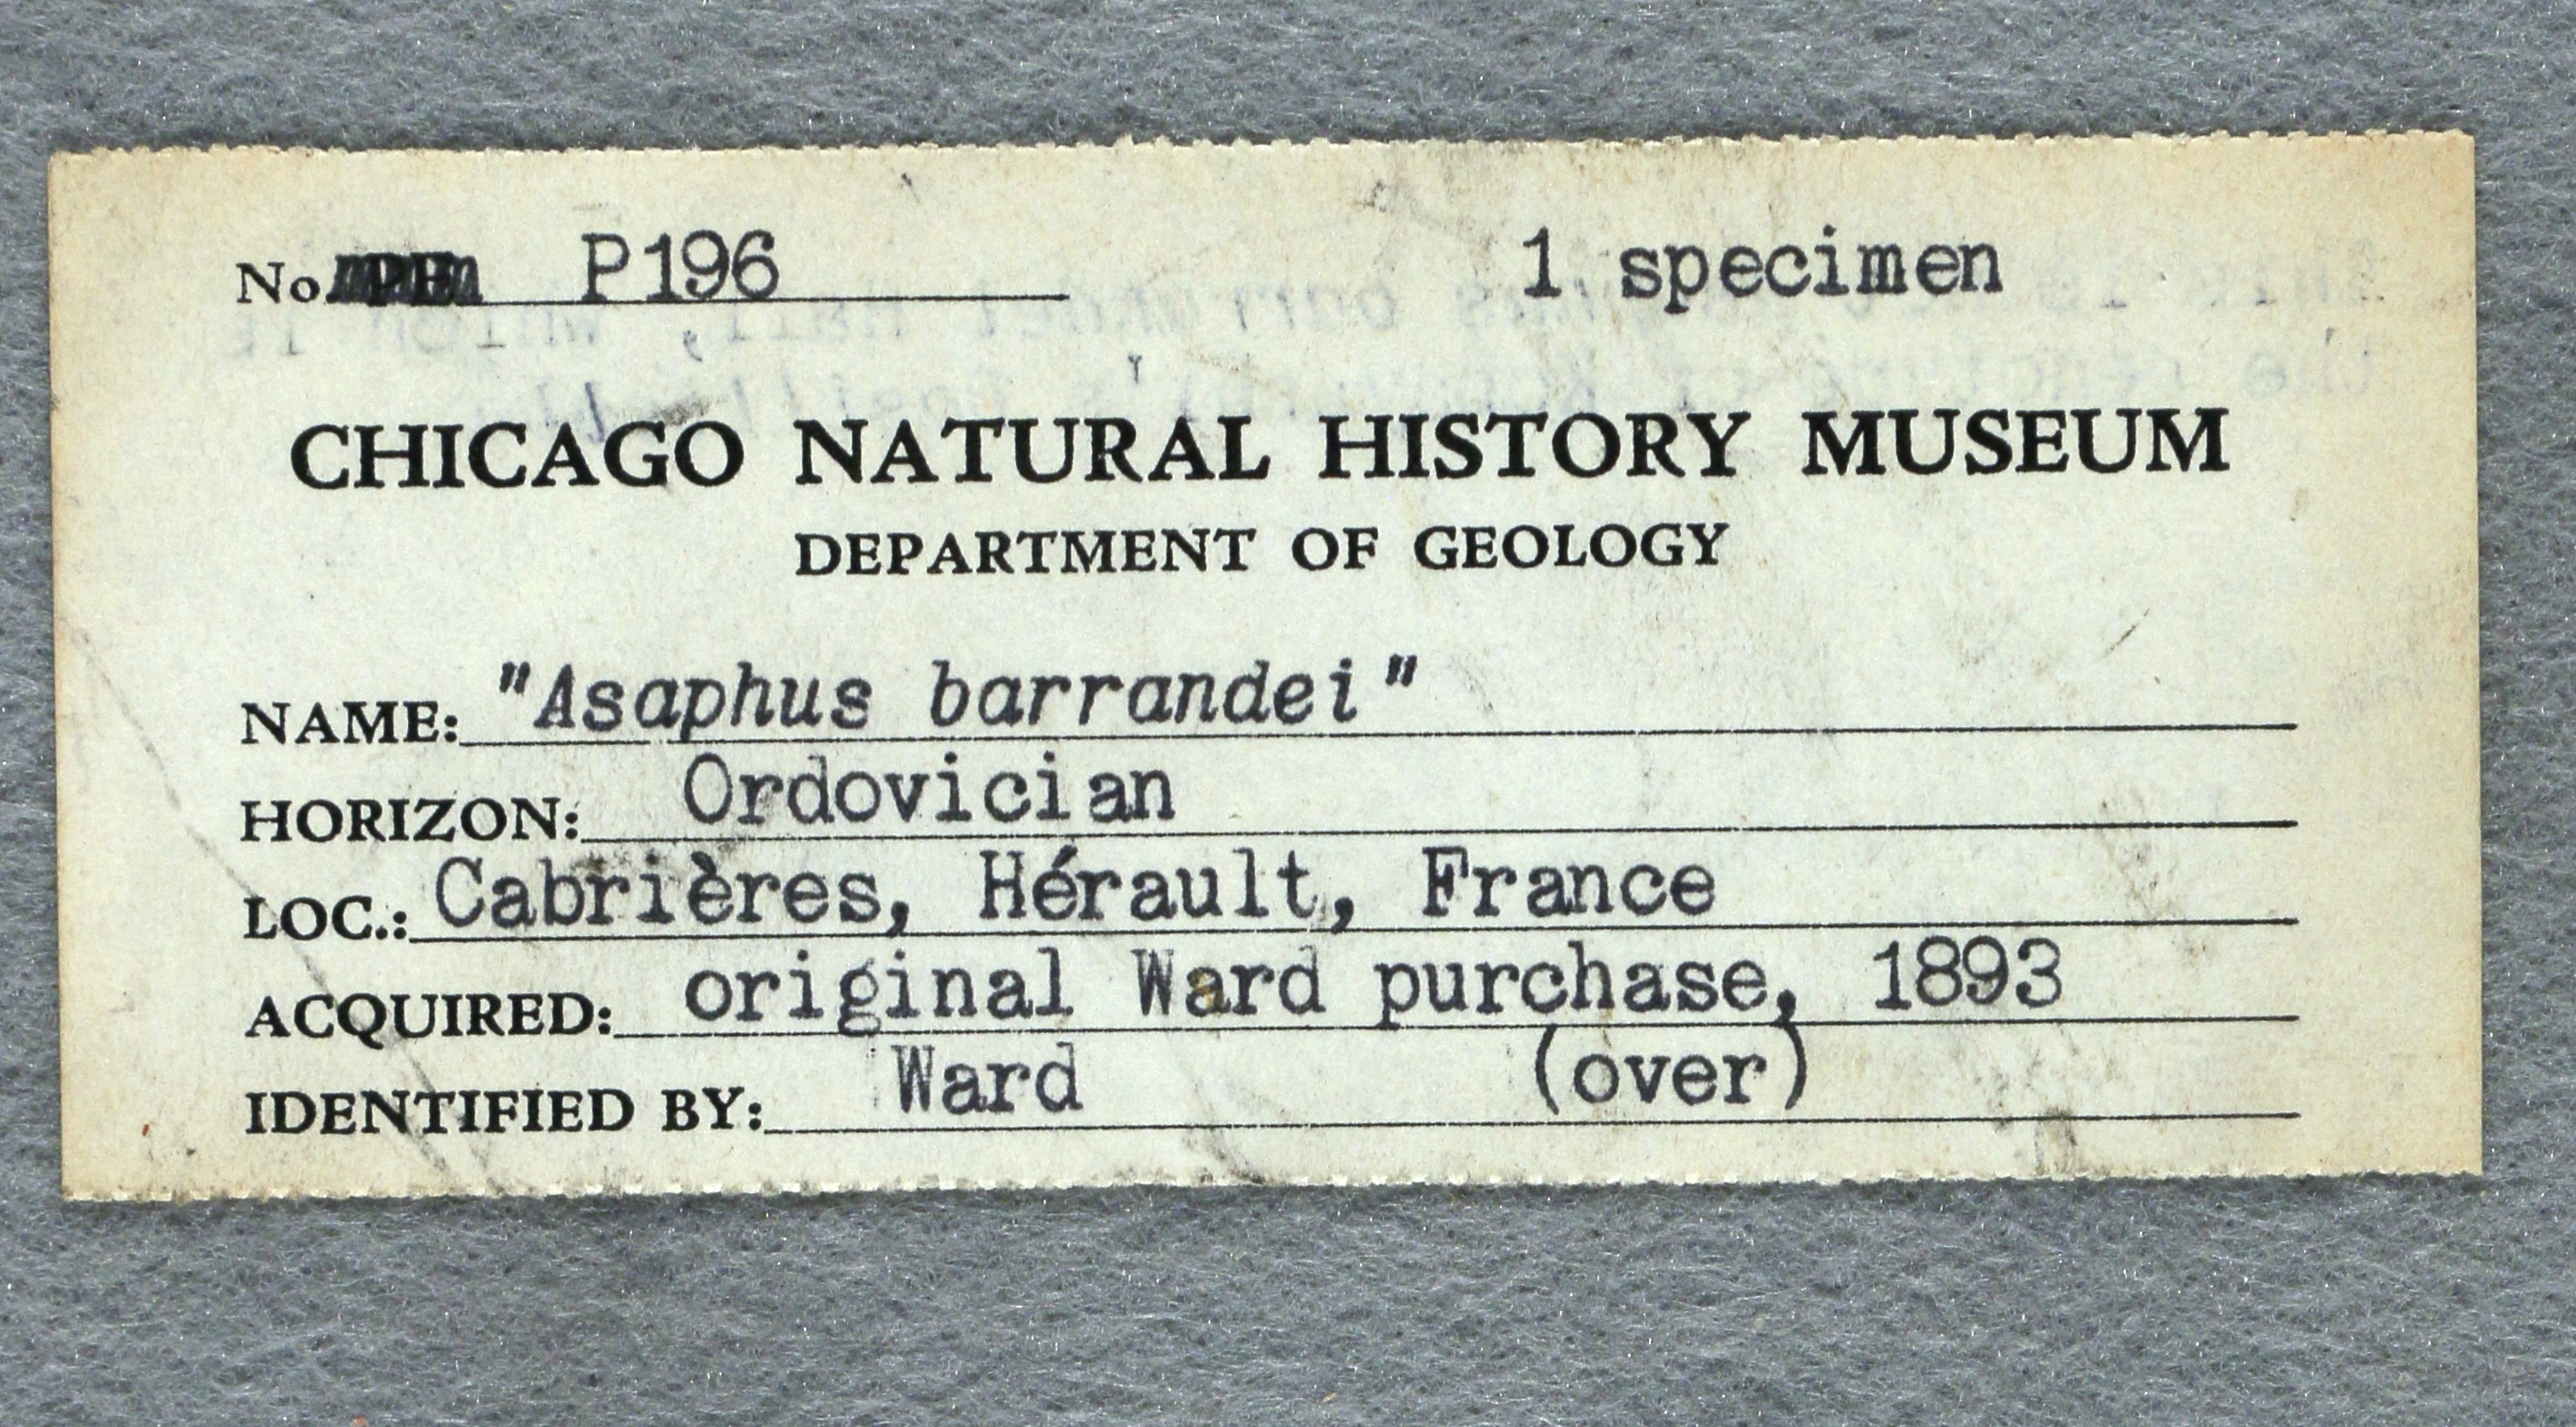 No. P196 1 specimen
CHICAGO NATURAL HISTORY MUSEUM
DEPARTMENT OF GEOLOGY
NAME: "Asaphus barrandei"
HORIZON: Ordovician
LOC.: Cabrières, Hérault, France
ACQUIRED: original Ward purchase, 1893
IDENTIFIED BY: Ward (over)